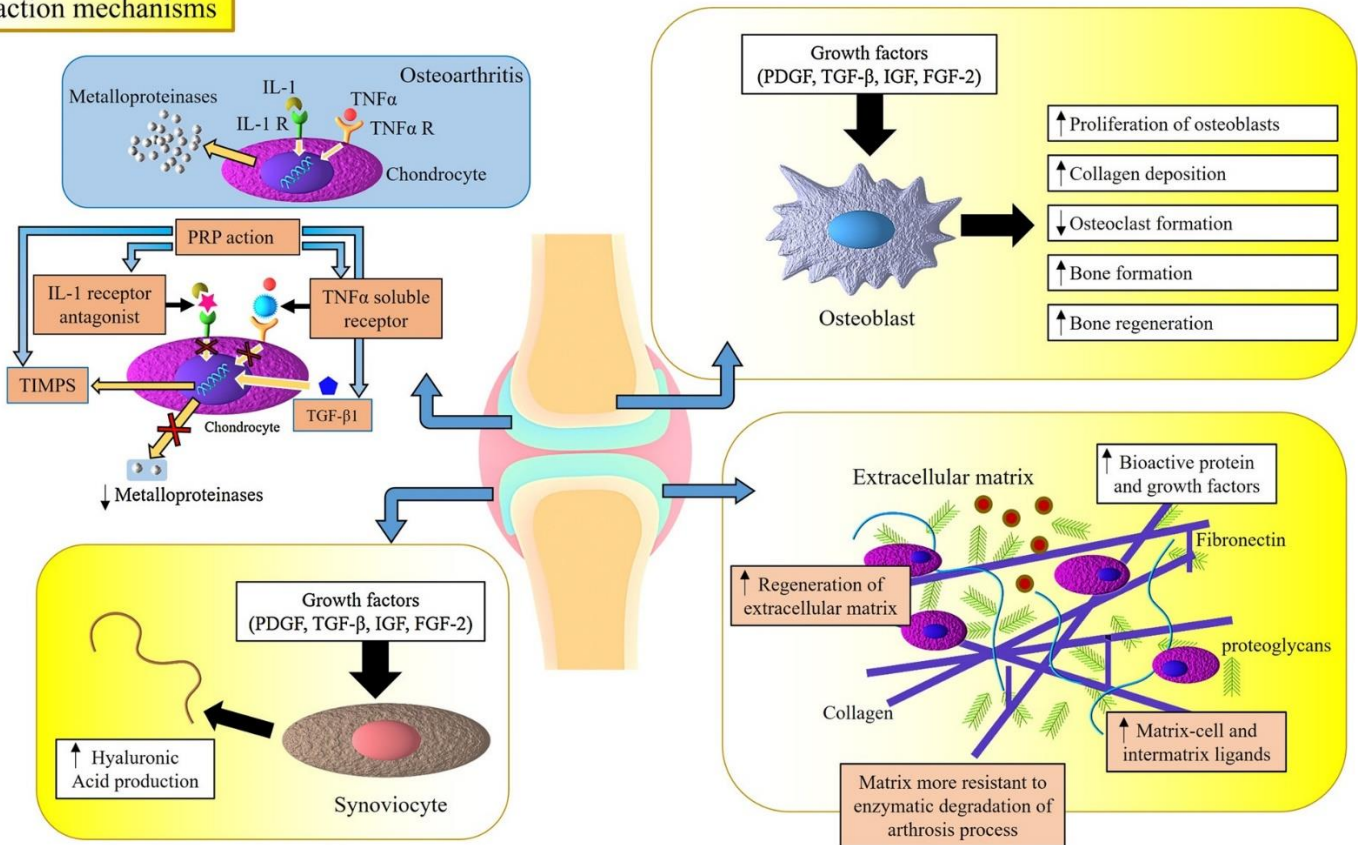 action mechanisms
Osteoarthritis
Metalloproteinases
IL-1
TNFα
IL-1 R
TNFα R
Chondrocyte
PRP action
IL-1 receptor
antagonist
TNFα soluble
receptor
TIMPS
TGF-β1
Chondrocyte
↓ Metalloproteinases
Growth factors
(PDGF, TGF-β, IGF, FGF-2)
Osteoblast
↑ Proliferation of osteoblasts
↑ Collagen deposition
↓ Osteoclast formation
↑ Bone formation
↑ Bone regeneration
Growth factors
(PDGF, TGF-β, IGF, FGF-2)
↑ Hyaluronic
Acid production
Synoviocyte
Extracellular matrix
↑ Bioactive protein
and growth factors
Fibronectin
↑ Regeneration of
extracellular matrix
proteoglycans
Collagen
↑ Matrix-cell and
intermatrix ligands
Matrix more resistant to
enzymatic degradation of
arthrosis process